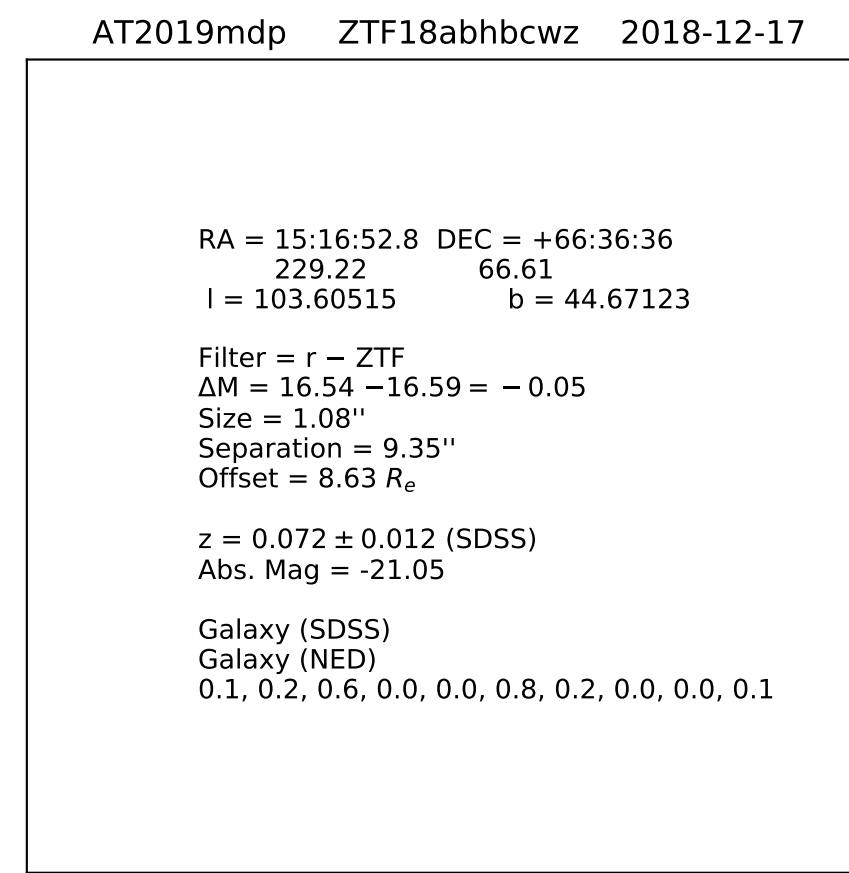 AT2019mdp ZTF18abhbcwz 2018-12-17
RA = 15:16:52.8 DEC = +66:36:36
229.22 66.61
l = 103.60515 b = 44.67123
Filter = r − ZTF
ΔM = 16.54 −16.59 = − 0.05
Size = 1.08''
Separation = 9.35''
Offset = 8.63 Rₑ
z = 0.072 ± 0.012 (SDSS)
Abs. Mag = -21.05
Galaxy (SDSS)
Galaxy (NED)
0.1, 0.2, 0.6, 0.0, 0.0, 0.8, 0.2, 0.0, 0.0, 0.1